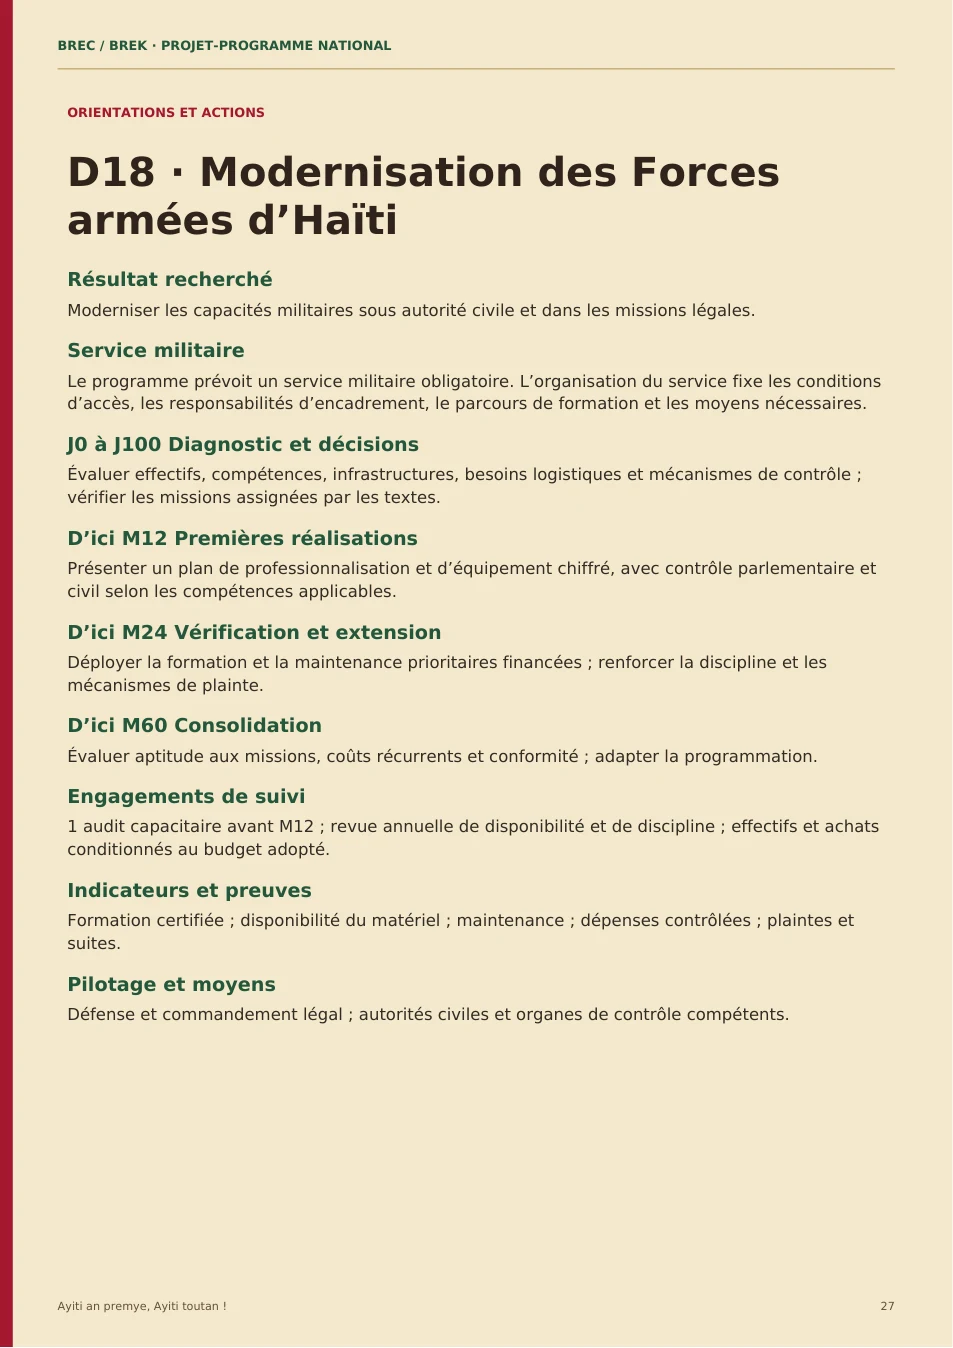 BREC / BREK · PROJET-PROGRAMME NATIONAL
ORIENTATIONS ET ACTIONS
D18 · Modernisation des Forces
armées d’Haïti
Résultat recherché
Moderniser les capacités militaires sous autorité civile et dans les missions légales.
Service militaire
Le programme prévoit un service militaire obligatoire. L’organisation du service fixe les conditions
d’accès, les responsabilités d’encadrement, le parcours de formation et les moyens nécessaires.
J0 à J100 Diagnostic et décisions
Évaluer effectifs, compétences, infrastructures, besoins logistiques et mécanismes de contrôle ;
vérifier les missions assignées par les textes.
D’ici M12 Premières réalisations
Présenter un plan de professionnalisation et d’équipement chiffré, avec contrôle parlementaire et
civil selon les compétences applicables.
D’ici M24 Vérification et extension
Déployer la formation et la maintenance prioritaires financées ; renforcer la discipline et les
mécanismes de plainte.
D’ici M60 Consolidation
Évaluer aptitude aux missions, coûts récurrents et conformité ; adapter la programmation.
Engagements de suivi
1 audit capacitaire avant M12 ; revue annuelle de disponibilité et de discipline ; effectifs et achats
conditionnés au budget adopté.
Indicateurs et preuves
Formation certifiée ; disponibilité du matériel ; maintenance ; dépenses contrôlées ; plaintes et
suites.
Pilotage et moyens
Défense et commandement légal ; autorités civiles et organes de contrôle compétents.
Ayiti an premye, Ayiti toutan !
27